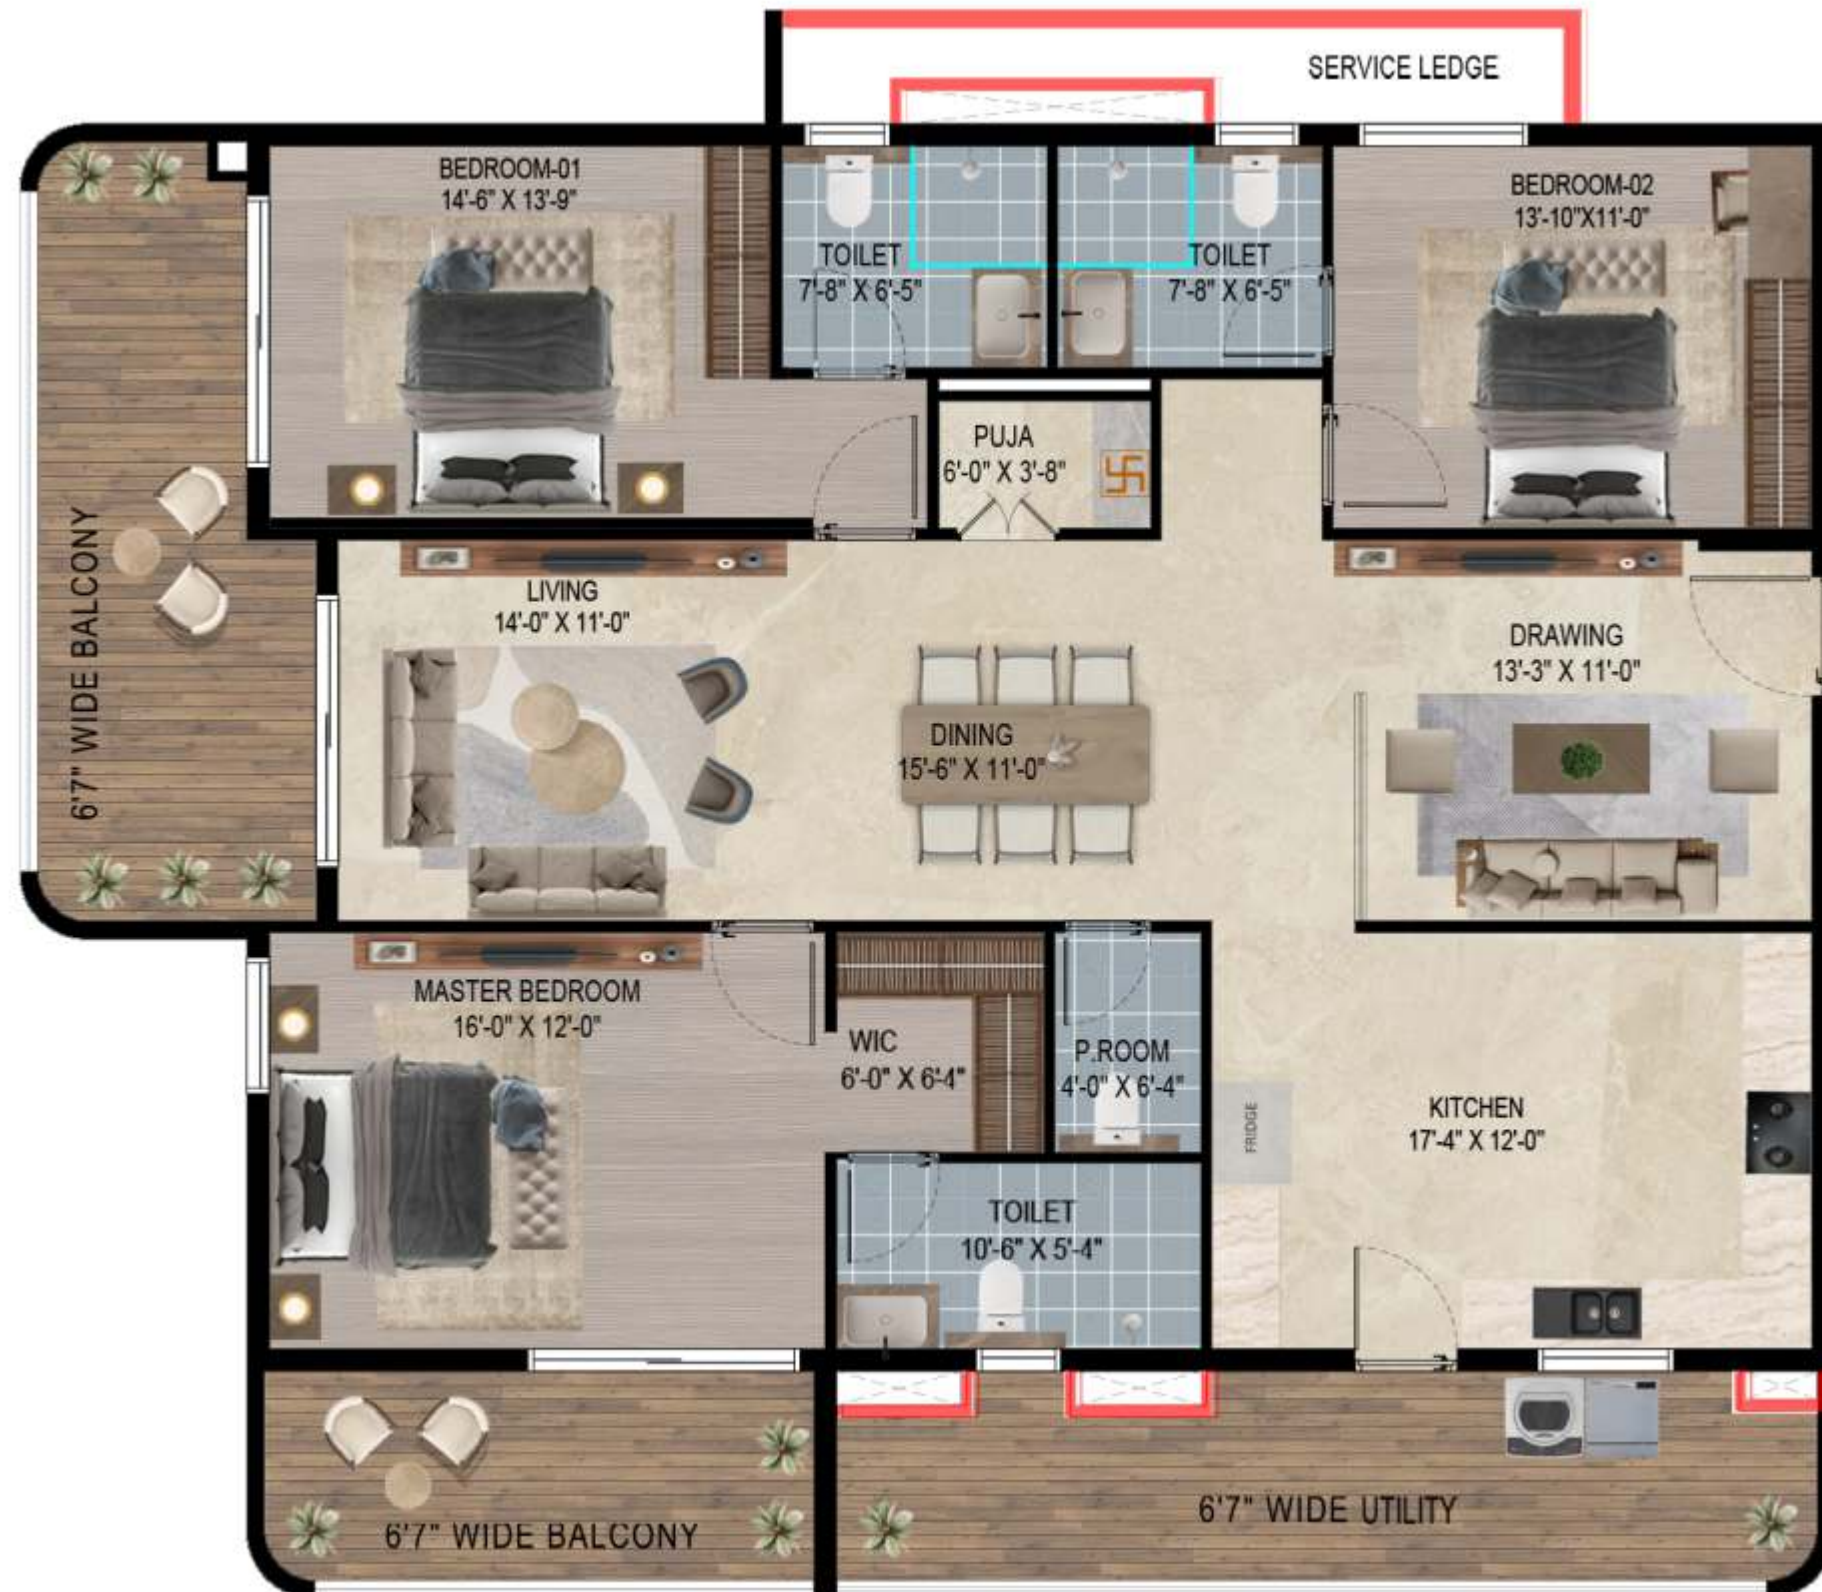 SERVICE LEDGE
BEDROOM-01
14'-6" X 13'-9"
BEDROOM-02
13'-10"X11'-0"
TOILET
7'-8" X 6'-5"
TOILET
7'-8" X 6'-5"
PUJA
6'-0" X 3'-8"
6'7" WIDE BALCONY
LIVING
14'-0" X 11'-0"
DRAWING
13'-3" X 11'-0"
DINING
15'-6" X 11'-0"
MASTER BEDROOM
16'-0" X 12'-0"
WIC
6'-0" X 6'-4"
P.ROOM
4'-0" X 6'-4"
FRIDGE
KITCHEN
17'-4" X 12'-0"
TOILET
10'-6" X 5'-4"
6'7" WIDE BALCONY
6'7" WIDE UTILITY